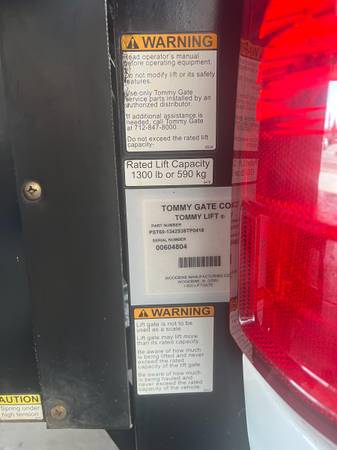 WARNING
Read operator's manual
before operating equipment.
Do not modify lift or its safety
features.
Use only Tommy Gate
service parts installed by an
authorized distributor.
If additional assistance is
needed, call Tommy Gate
at 712-847-8000
Do not exceed the rated lift
capacity.
Rated Lift Capacity
1300 lb or 590 kg
TOMMY GATE
TOMMY LIFT ®
PART NUMBER
SERIAL NUMBER
00604804
WOODBINE MANUFACTURING
WOODBINE, IA
WARNING
Lift gate is not to be
used as a scale.
Lift gate may lift more
than its rated capacity.
Be aware of how much
is being lifted and never
exceed the rated
capacity of the lift gate
Be aware of how much
is being hauled and
never exceed the rated
capacity of the vehicle.
CAUTION
Spring under
high tension